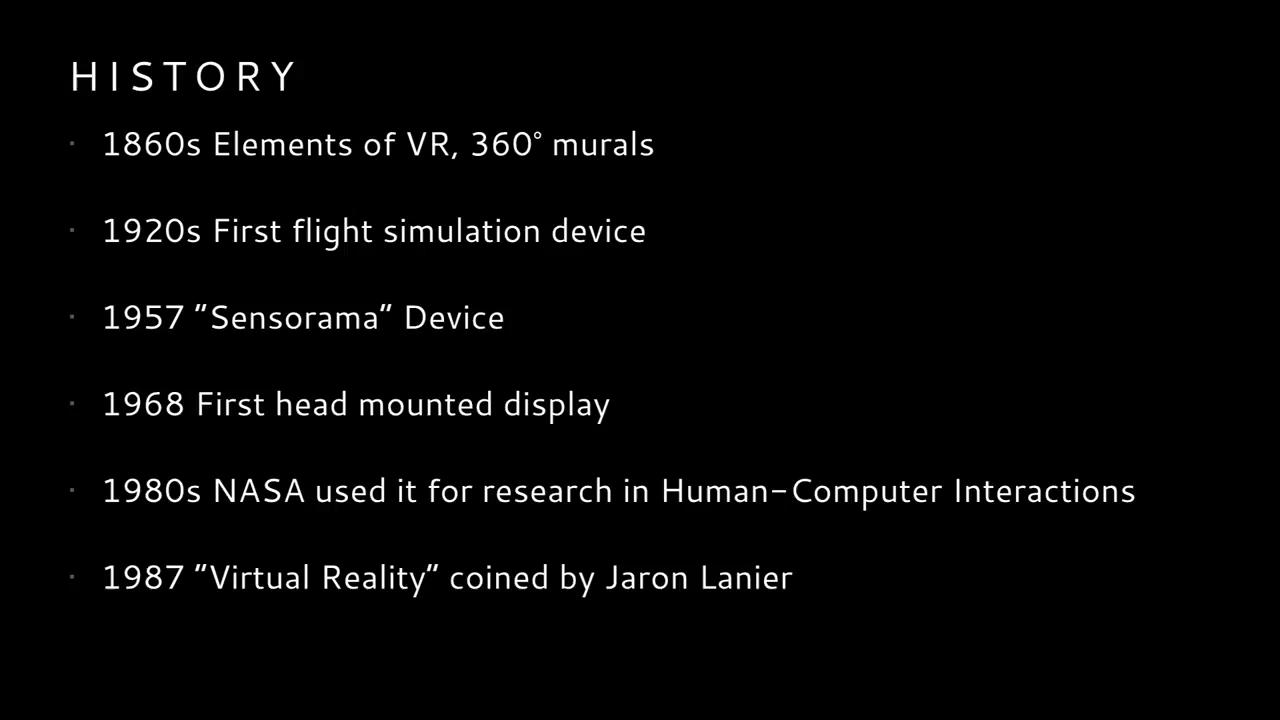 HISTORY
· 1860s Elements of VR, 360° murals
· 1920s First flight simulation device
· 1957 "Sensorama" Device
· 1968 First head mounted display
· 1980s NASA used it for research in Human-Computer Interactions
· 1987 "Virtual Reality" coined by Jaron Lanier